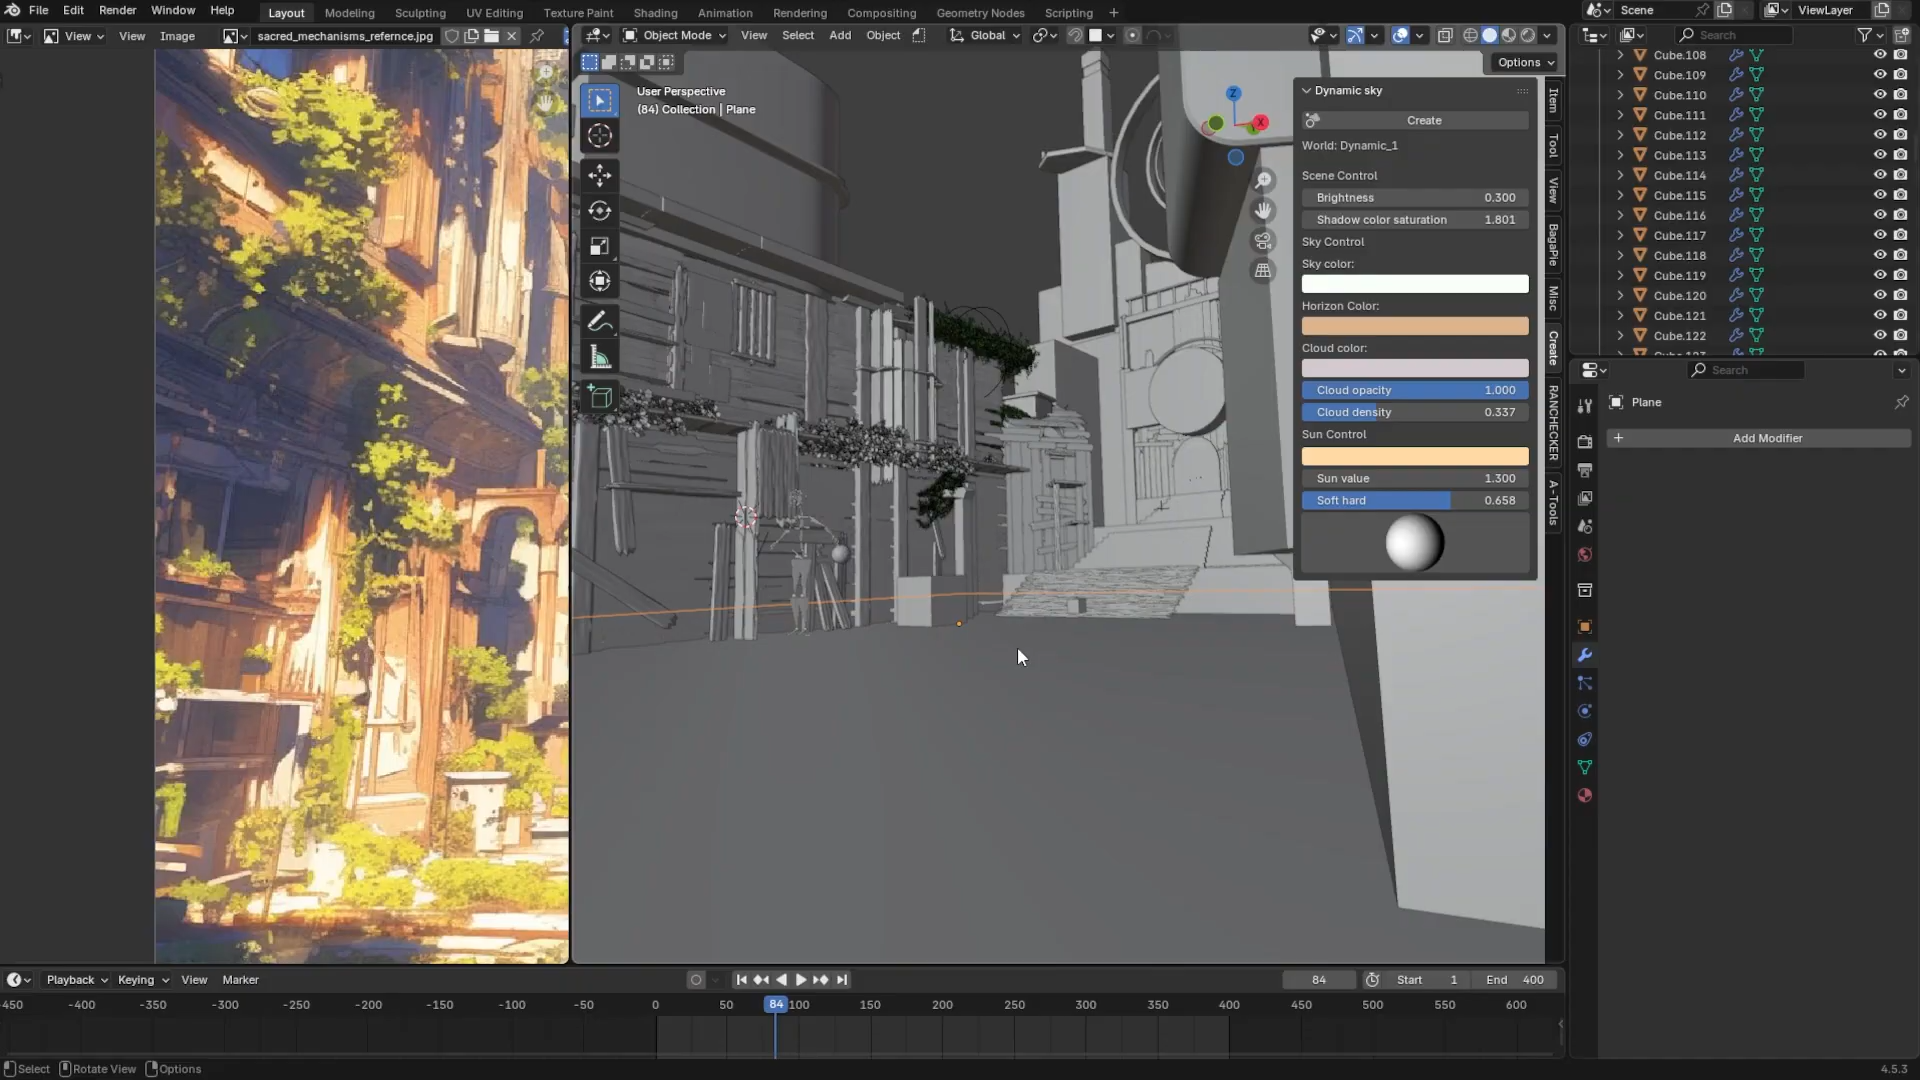 File Edit Render Window Help Layout Modeling Sculpting UV Editing Texture Paint Shading Animation Rendering Compositing Geometry Nodes Scripting + Scene ViewLayer
View View Image sacred_mechanisms_refernce.jpg Object Mode View Select Add Object Global Search
Options
User Perspective
(84) Collection | Plane
Z
X
Dynamic sky
Create
World: Dynamic_1
Scene Control
Brightness 0.300
Shadow color saturation 1.801
Sky Control
Sky color:
Horizon Color:
Cloud color:
Cloud opacity 1.000
Cloud density 0.337
Sun Control
Sun value 1.300
Soft hard 0.658
Item
Tool
View
BagaPie
Misc
Create
RANCHECKER
A-Tools
Cube.108
Cube.109
Cube.110
Cube.111
Cube.112
Cube.113
Cube.114
Cube.115
Cube.116
Cube.117
Cube.118
Cube.119
Cube.120
Cube.121
Cube.122
Search
Plane
+ Add Modifier
Playback Keying View Marker 84 Start 1 End 400
-450 -400 -350 -300 -250 -200 -150 -100 -50 0 50 84 100 150 200 250 300 350 400 450 500 550 600
Select Rotate View Options 4.5.3